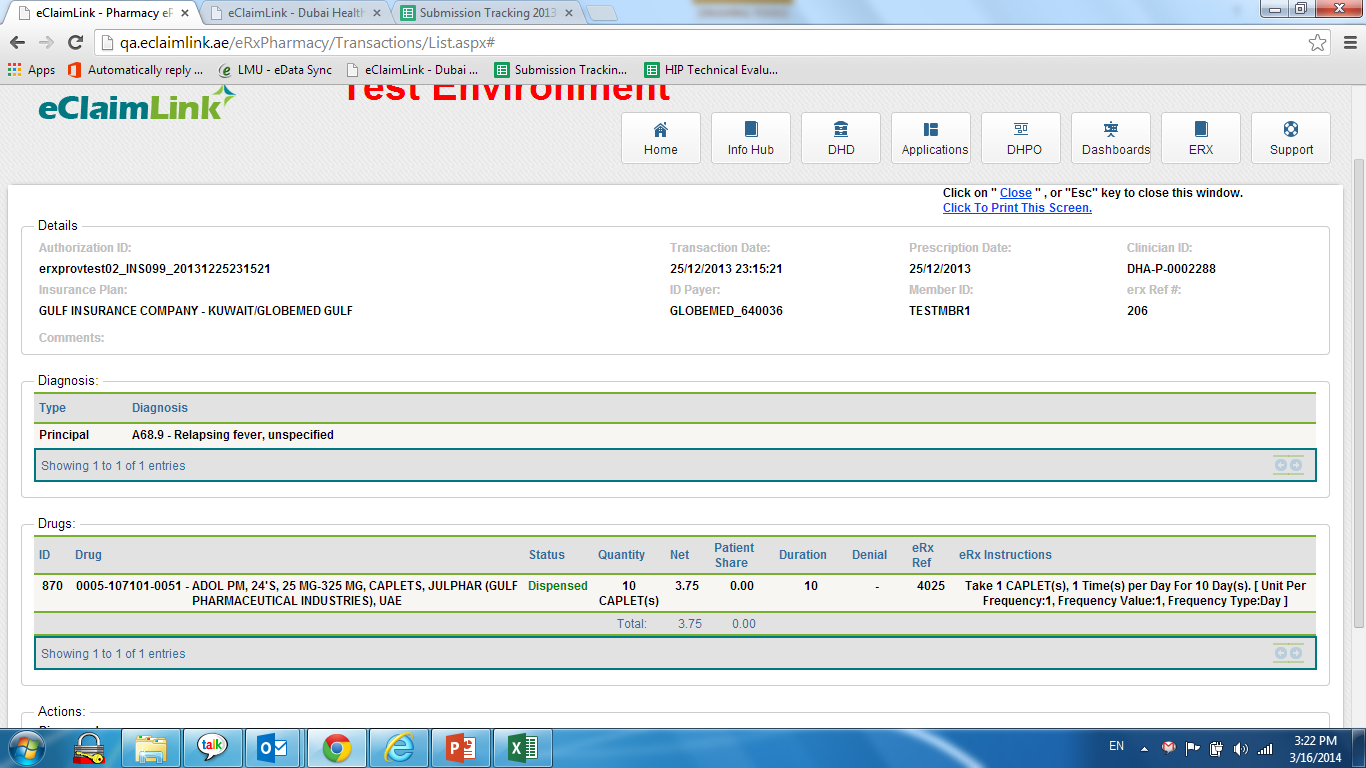 eClaimLink - Pharmacy eP
eClaimLink - Dubai Health
Submission Tracking 2013
qa.eclaimlink.ae/eRxPharmacy/Transactions/List.aspx#
Apps
Automatically reply ...
LMU - eData Sync
eClaimLink - Dubai ...
Submission Trackin...
HIP Technical Evalu...
eClaimLink
Test Environment
Home
Info Hub
DHD
Applications
DHPO
Dashboards
ERX
Support
Click on " Close " , or "Esc" key to close this window.
Click To Print This Screen.
Details
Authorization ID: Transaction Date: Prescription Date: Clinician ID:
erxprovtest02_INS099_20131225231521 25/12/2013 23:15:21 25/12/2013 DHA-P-0002288
Insurance Plan: ID Payer: Member ID: erx Ref #:
GULF INSURANCE COMPANY - KUWAIT/GLOBEMED GULF GLOBEMED_640036 TESTMBR1 206
Comments:
Diagnosis:
Type Diagnosis
Principal A68.9 - Relapsing fever, unspecified
Showing 1 to 1 of 1 entries
Drugs:
ID Drug Status Quantity Net Patient Share Duration Denial eRx Ref eRx Instructions
870 0005-107101-0051 - ADOL PM, 24'S, 25 MG-325 MG, CAPLETS, JULPHAR (GULF Dispensed 10 3.75 0.00 10 - 4025 Take 1 CAPLET(s), 1 Time(s) per Day For 10 Day(s). [ Unit Per
PHARMACEUTICAL INDUSTRIES), UAE CAPLET(s) Frequency:1, Frequency Value:1, Frequency Type:Day ]
Total: 3.75 0.00
Showing 1 to 1 of 1 entries
Actions:
talk
EN
3:22 PM
3/16/2014